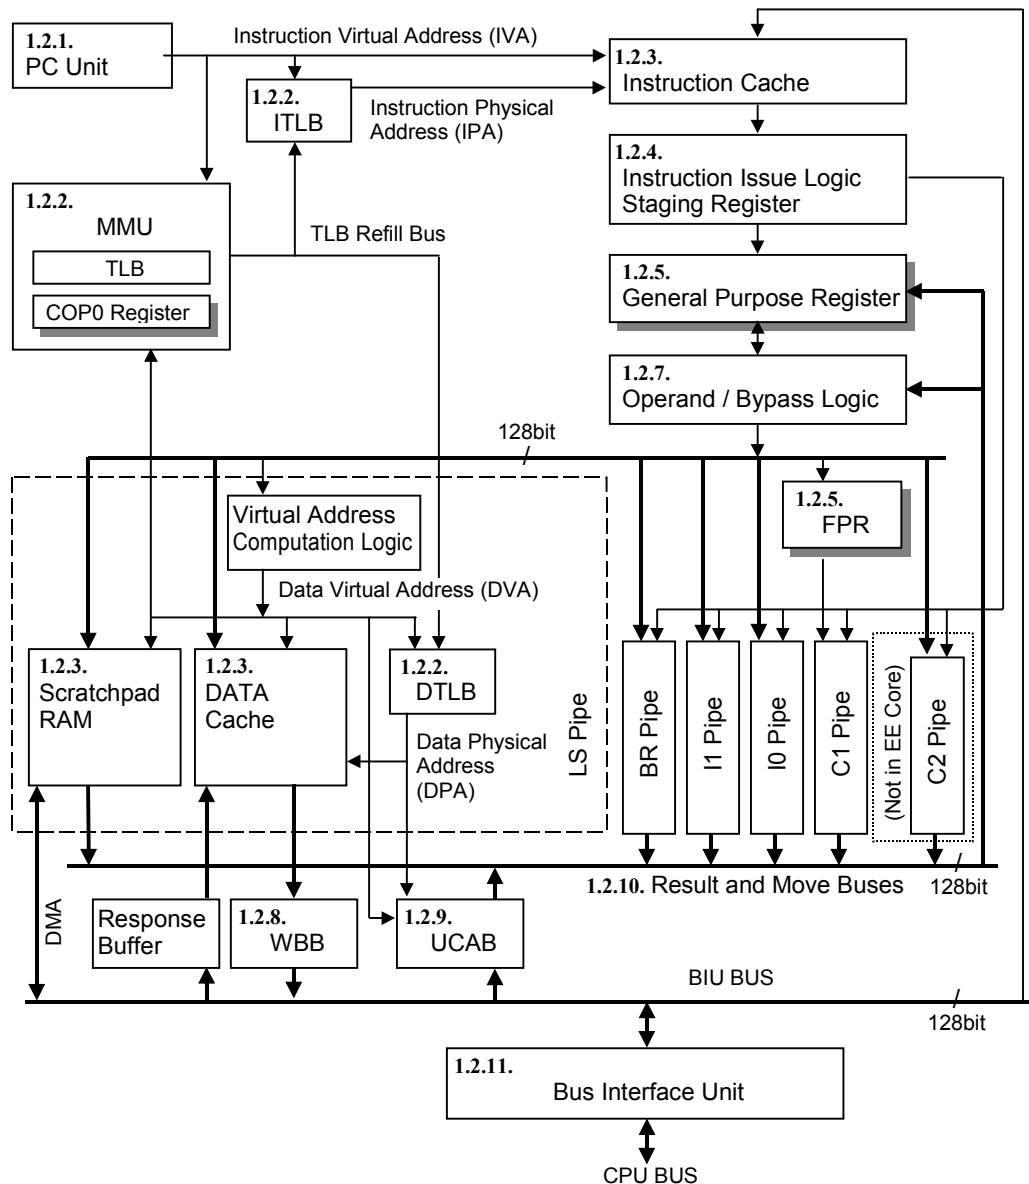 1.2.1.
PC Unit
Instruction Virtual Address (IVA)
1.2.3.
Instruction Cache
1.2.2.
ITLB
Instruction Physical
Address (IPA)
1.2.4.
Instruction Issue Logic
Staging Register
1.2.2.
MMU
TLB
COP0 Register
TLB Refill Bus
1.2.5.
General Purpose Register
1.2.7.
Operand / Bypass Logic
128bit
Virtual Address
Computation Logic
1.2.5.
FPR
Data Virtual Address (DVA)
1.2.3.
Scratchpad
RAM
1.2.3.
DATA
Cache
1.2.2.
DTLB
Data Physical
Address
(DPA)
LS Pipe
BR Pipe
I1 Pipe
I0 Pipe
C1 Pipe
(Not in EE Core)
C2 Pipe
1.2.10. Result and Move Buses
128bit
DMA
Response
Buffer
1.2.8.
WBB
1.2.9.
UCAB
BIU BUS
128bit
1.2.11.
Bus Interface Unit
CPU BUS